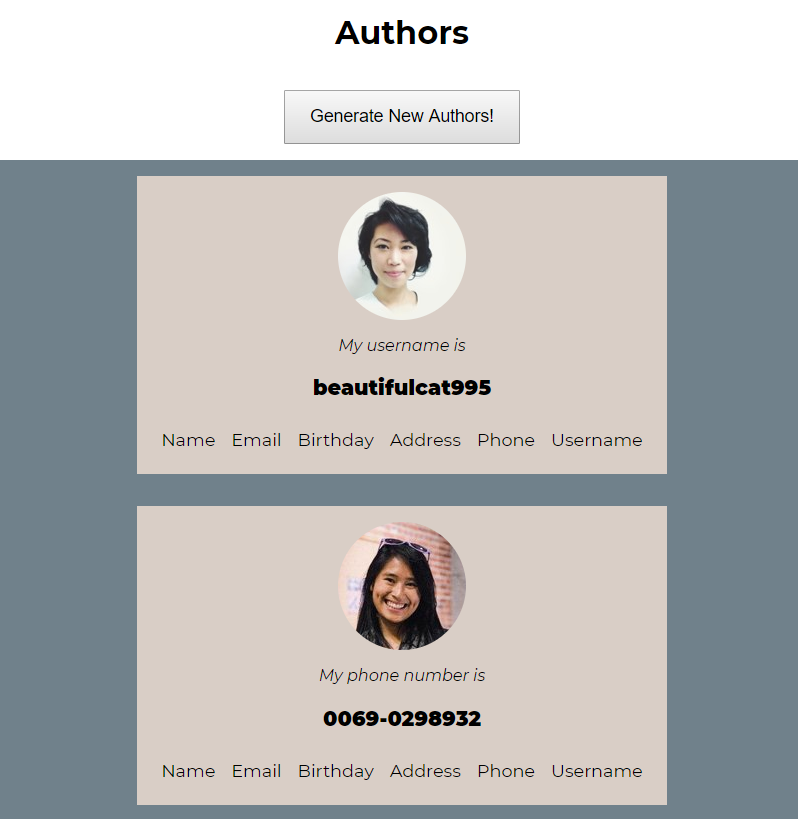 Authors
Generate New Authors!
My username is
beautifulcat995
Name Email Birthday Address Phone Username
My phone number is
0069-0298932
Name Email Birthday Address Phone Username